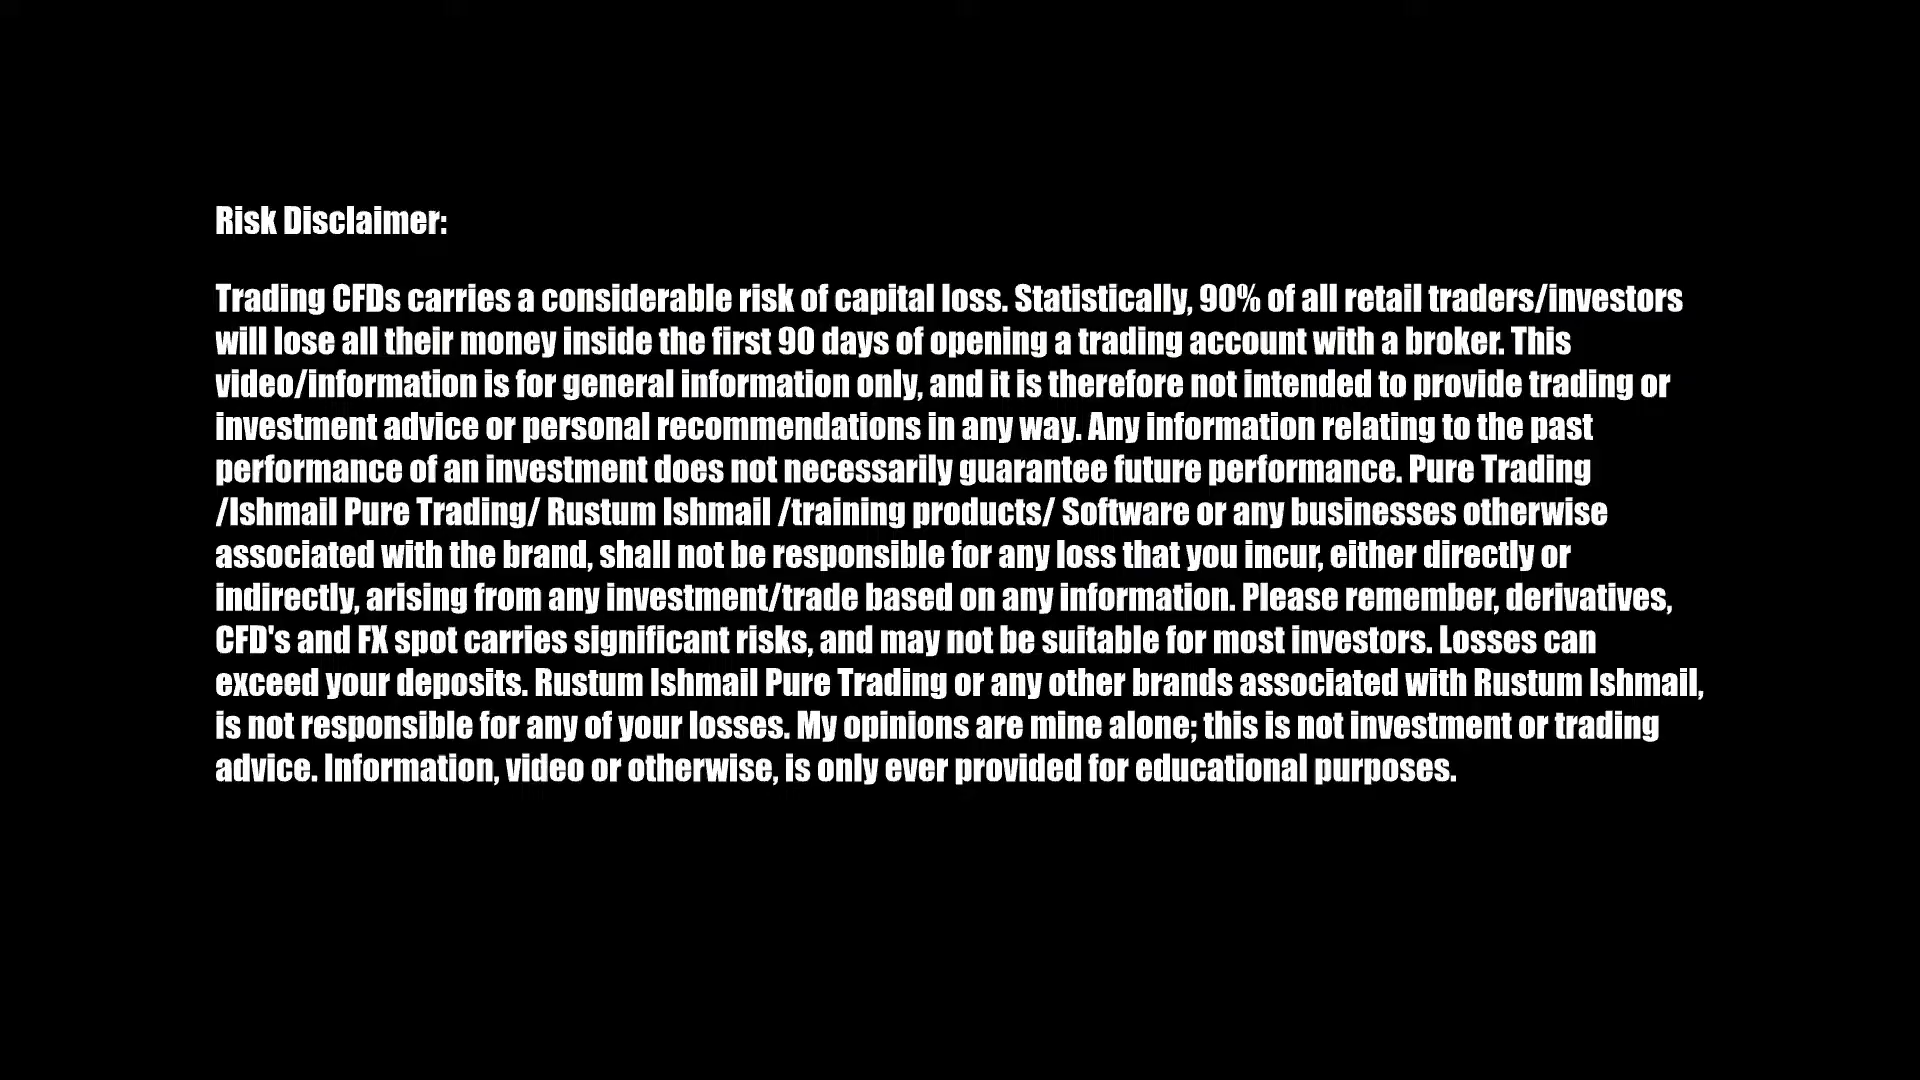 Risk Disclaimer:
Trading CFDs carries a considerable risk of capital loss. Statistically, 90% of all retail traders/investors
will lose all their money inside the first 90 days of opening a trading account with a broker. This
video/information is for general information only, and it is therefore not intended to provide trading or
investment advice or personal recommendations in any way. Any information relating to the past
performance of an investment does not necessarily guarantee future performance. Pure Trading
/Ishmail Pure Trading/ Rustum Ishmail /training products/ Software or any businesses otherwise
associated with the brand, shall not be responsible for any loss that you incur, either directly or
indirectly, arising from any investment/trade based on any information. Please remember, derivatives,
CFD's and FX spot carries significant risks, and may not be suitable for most investors. Losses can
exceed your deposits. Rustum Ishmail Pure Trading or any other brands associated with Rustum Ishmail,
is not responsible for any of your losses. My opinions are mine alone; this is not investment or trading
advice. Information, video or otherwise, is only ever provided for educational purposes.